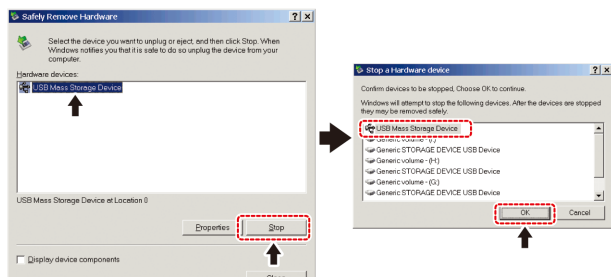 Safely Remove Hardware
Select the device you want to unplug or eject, and then click Stop. When
Windows notifies you that it is safe to do so unplug the device from your
computer.
Hardware devices:
USB Mass Storage Device
USB Mass Storage Device at Location 0
Properties
Stop
Display device components
Stop a Hardware device
Confirm devices to be stopped, Choose OK to continue.
Windows will attempt to stop the following devices. After the devices are stopped
they may be removed safely.
USB Mass Storage Device
Generic volume - (I:)
Generic STORAGE DEVICE USB Device
Generic volume - (H:)
Generic STORAGE DEVICE USB Device
Generic volume - (G:)
Generic STORAGE DEVICE USB Device
OK
Cancel